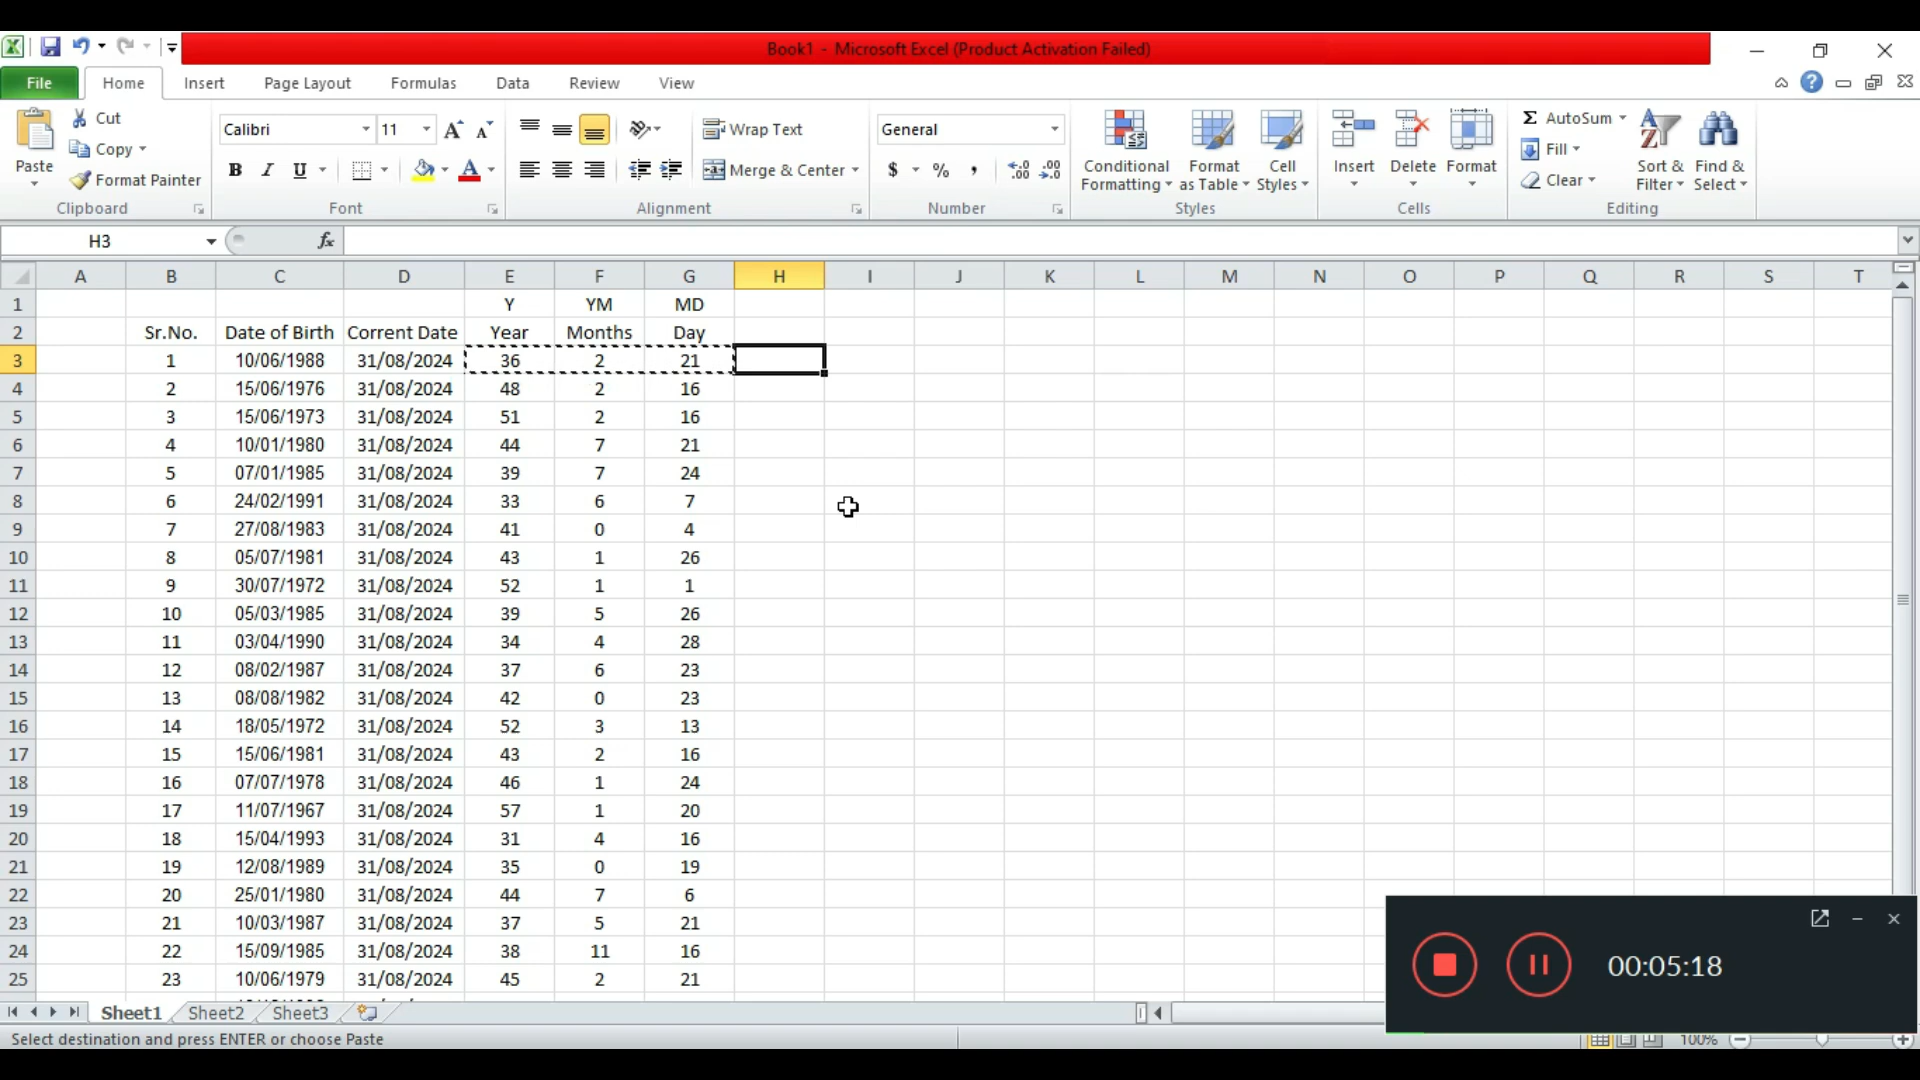 Book1 - Microsoft Excel (Product Activation Failed)
File Home Insert Page Layout Formulas Data Review View
Paste
Cut
Copy
Format Painter
Clipboard
Calibri 11
B I U
Font
Wrap Text
Merge & Center
Alignment
General
$ % ,
Number
Conditional Formatting
Format as Table
Cell Styles
Styles
Insert Delete Format
Cells
Σ AutoSum
Fill
Clear
Sort & Filter
Find & Select
Editing
H3 fx
A B C D E F G H I J K L M N O P Q R S T
1 Y YM MD
2 Sr.No. Date of Birth Corrent Date Year Months Day
3 1 10/06/1988 31/08/2024 36 2 21
4 2 15/06/1976 31/08/2024 48 2 16
5 3 15/06/1973 31/08/2024 51 2 16
6 4 10/01/1980 31/08/2024 44 7 21
7 5 07/01/1985 31/08/2024 39 7 24
8 6 24/02/1991 31/08/2024 33 6 7
9 7 27/08/1983 31/08/2024 41 0 4
10 8 05/07/1981 31/08/2024 43 1 26
11 9 30/07/1972 31/08/2024 52 1 1
12 10 05/03/1985 31/08/2024 39 5 26
13 11 03/04/1990 31/08/2024 34 4 28
14 12 08/02/1987 31/08/2024 37 6 23
15 13 08/08/1982 31/08/2024 42 0 23
16 14 18/05/1972 31/08/2024 52 3 13
17 15 15/06/1981 31/08/2024 43 2 16
18 16 07/07/1978 31/08/2024 46 1 24
19 17 11/07/1967 31/08/2024 57 1 20
20 18 15/04/1993 31/08/2024 31 4 16
21 19 12/08/1989 31/08/2024 35 0 19
22 20 25/01/1980 31/08/2024 44 7 6
23 21 10/03/1987 31/08/2024 37 5 21
24 22 15/09/1985 31/08/2024 38 11 16
25 23 10/06/1979 31/08/2024 45 2 21
00:05:18
Sheet1 Sheet2 Sheet3
Select destination and press ENTER or choose Paste
100%